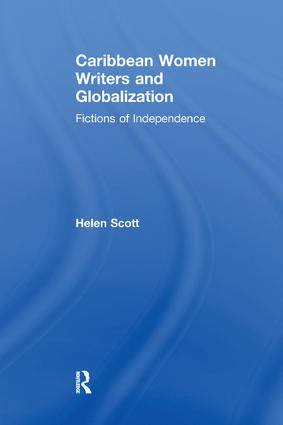 Caribbean Women
Writers and
Globalization
Fictions of Independence
Helen Scott
ROUTLEDGE